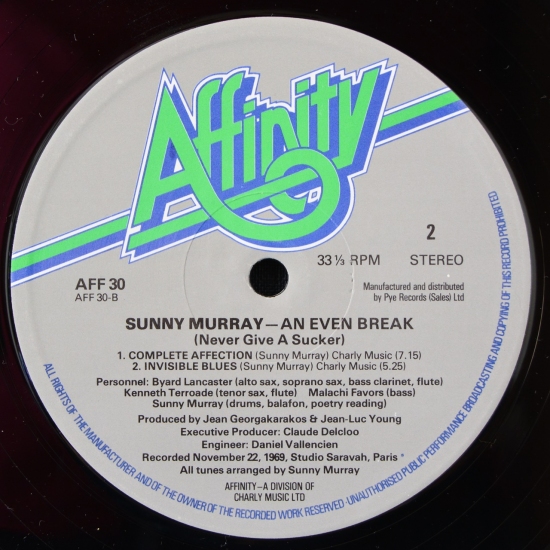 Affinity
2
33⅓ RPM STEREO
AFF 30
AFF 30-B
Manufactured and distributed
by Pye Records (Sales) Ltd
SUNNY MURRAY—AN EVEN BREAK
(Never Give A Sucker)
1. COMPLETE AFFECTION (Sunny Murray) Charly Music (7.15)
2. INVISIBLE BLUES (Sunny Murray) Charly Music (5.25)
Personnel: Byard Lancaster (alto sax, soprano sax, bass clarinet, flute)
Kenneth Terroade (tenor sax, flute) Malachi Favors (bass)
Sunny Murray (drums, balafon, poetry reading)
Produced by Jean Georgakarakos & Jean-Luc Young
Executive Producer: Claude Delcloo
Engineer: Daniel Vallencien
Recorded November 22, 1969, Studio Saravah, Paris *
All tunes arranged by Sunny Murray
AFFINITY—A DIVISION OF
CHARLY MUSIC LTD
ALL RIGHTS OF THE MANUFACTURER AND OF THE OWNER OF THE RECORDED WORK RESERVED·UNAUTHORISED PUBLIC PERFORMANCE BROADCASTING AND COPYING OF THIS RECORD PROHIBITED